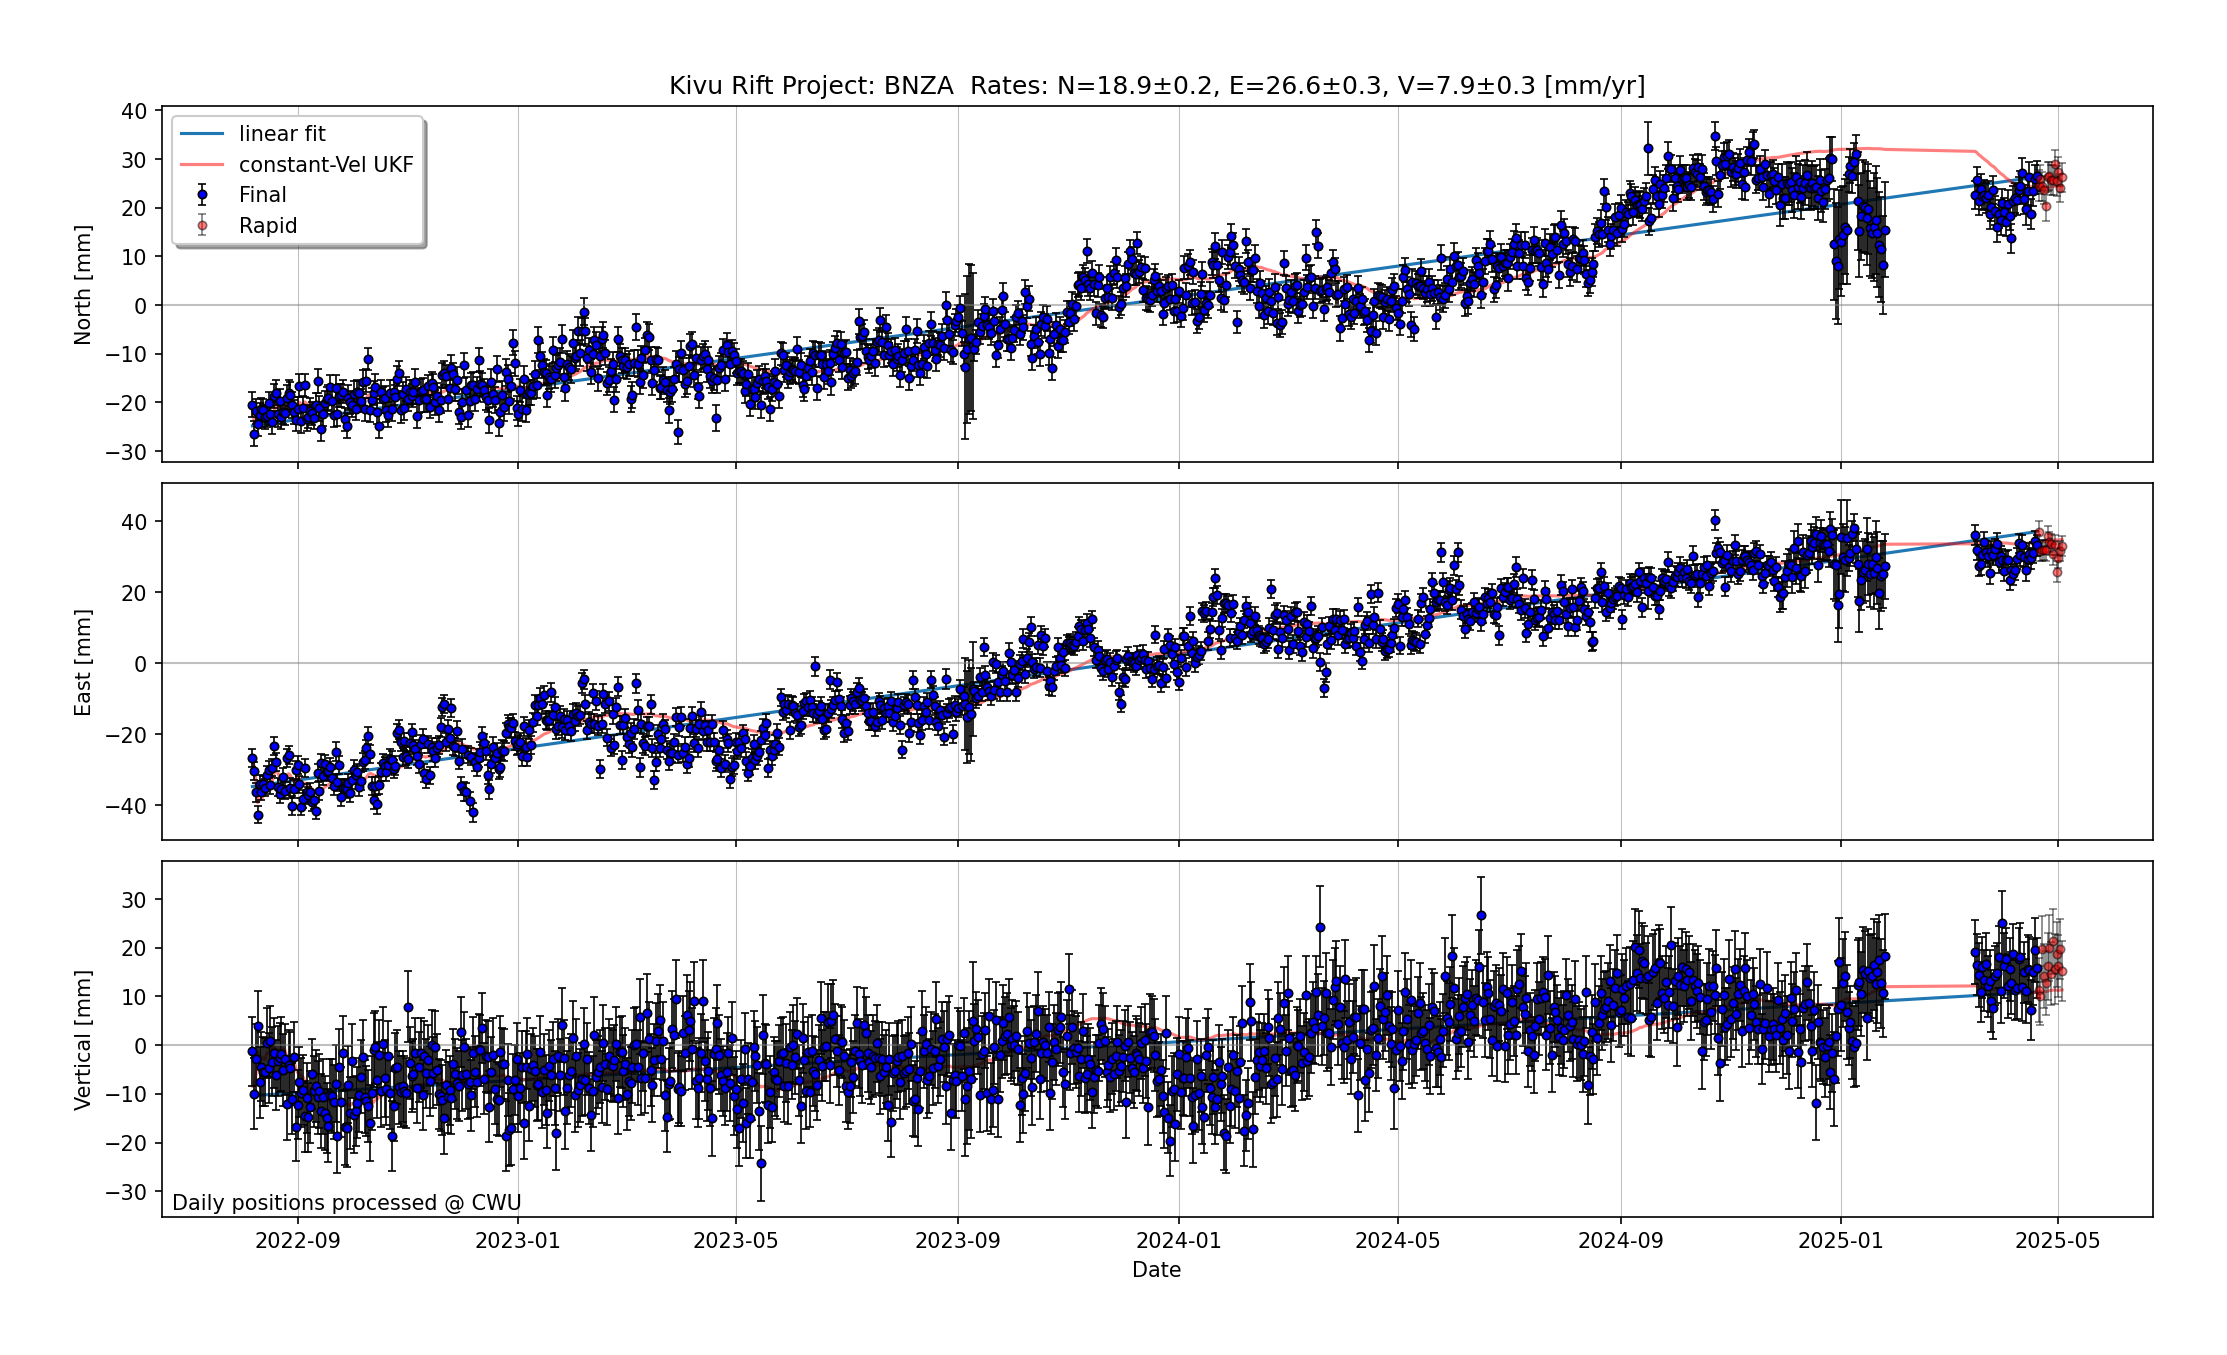 Kivu Rift Project: BNZA  Rates: N=18.9±0.2, E=26.6±0.3, V=7.9±0.3 [mm/yr]
linear fit
constant-Vel UKF
Final
Rapid
North [mm]
40
30
20
10
0
−10
−20
−30
East [mm]
40
20
0
−20
−40
Vertical [mm]
30
20
10
0
−10
−20
−30
Daily positions processed @ CWU
2022-09
2023-01
2023-05
2023-09
2024-01
2024-05
2024-09
2025-01
2025-05
Date